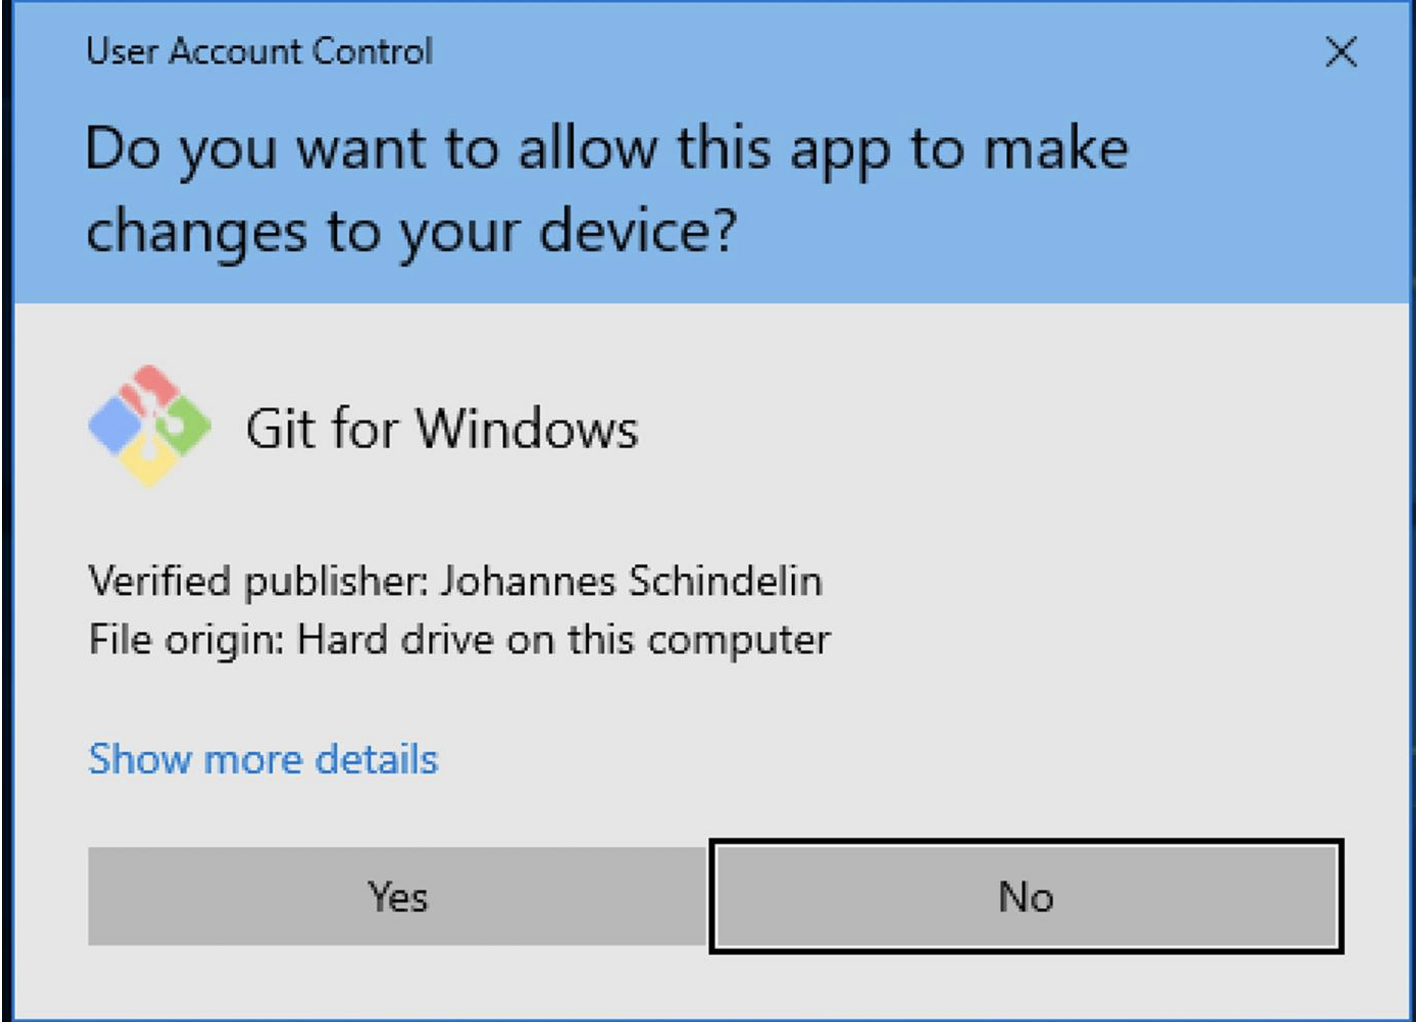 User Account Control
Do you want to allow this app to make
changes to your device?
Git for Windows
Verified publisher: Johannes Schindelin
File origin: Hard drive on this computer
Show more details
Yes
No